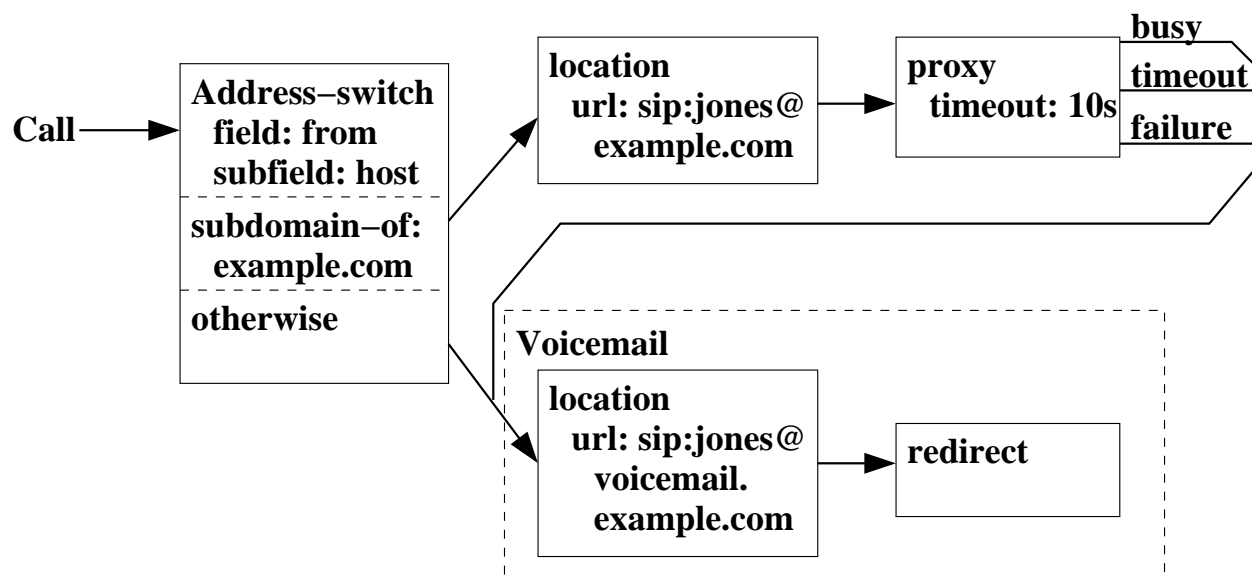 Call
Address−switch
field: from
subfield: host
subdomain−of:
example.com
otherwise
location
url: sip:jones@
example.com
proxy
timeout: 10s
busy
timeout
failure
Voicemail
location
url: sip:jones@
voicemail.
example.com
redirect